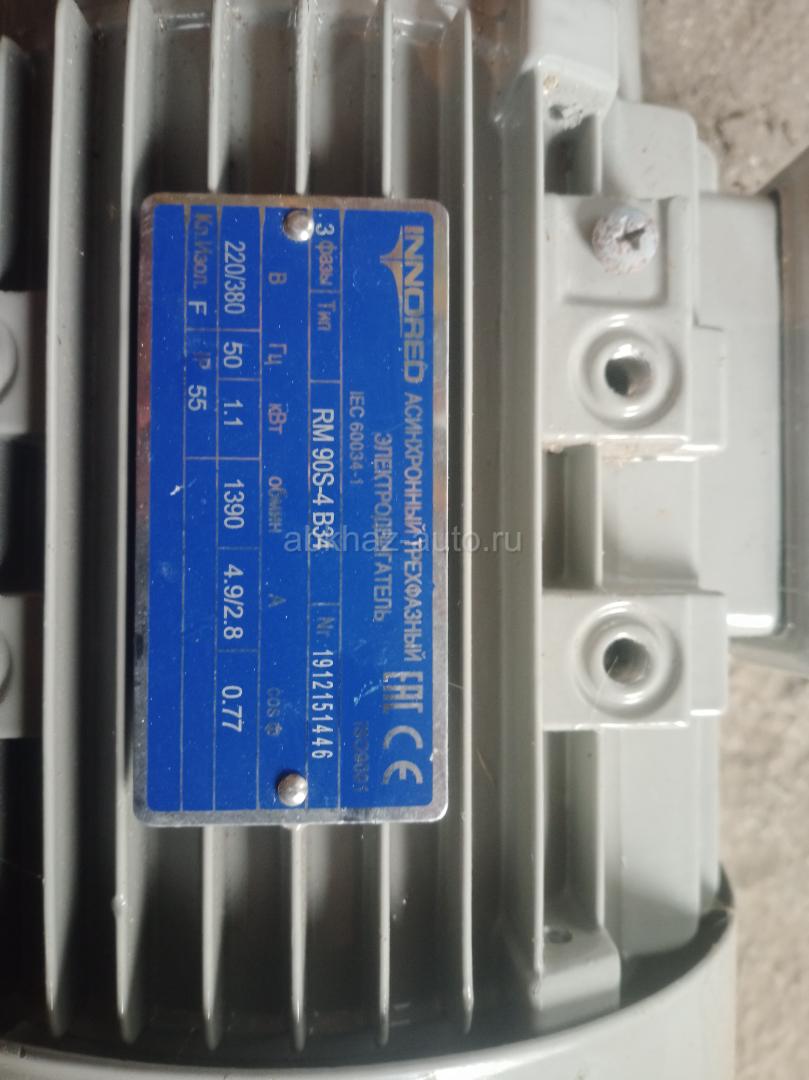 INNORED АСИНХРОННЫЙ ТРЕХФАЗНЫЙ
ЭЛЕКТРОДВИГАТЕЛЬ
EAC CE
IEC 60034-1 ISO9001
3 фазы Тип RM 90S-4 B34 Nr. 1912151446
В Гц кВт об/мин А cos ф
220/380 50 1.1 1390 4.9/2.8 0.77
Кл.Изол. F IP 55
abkhaz-auto.ru